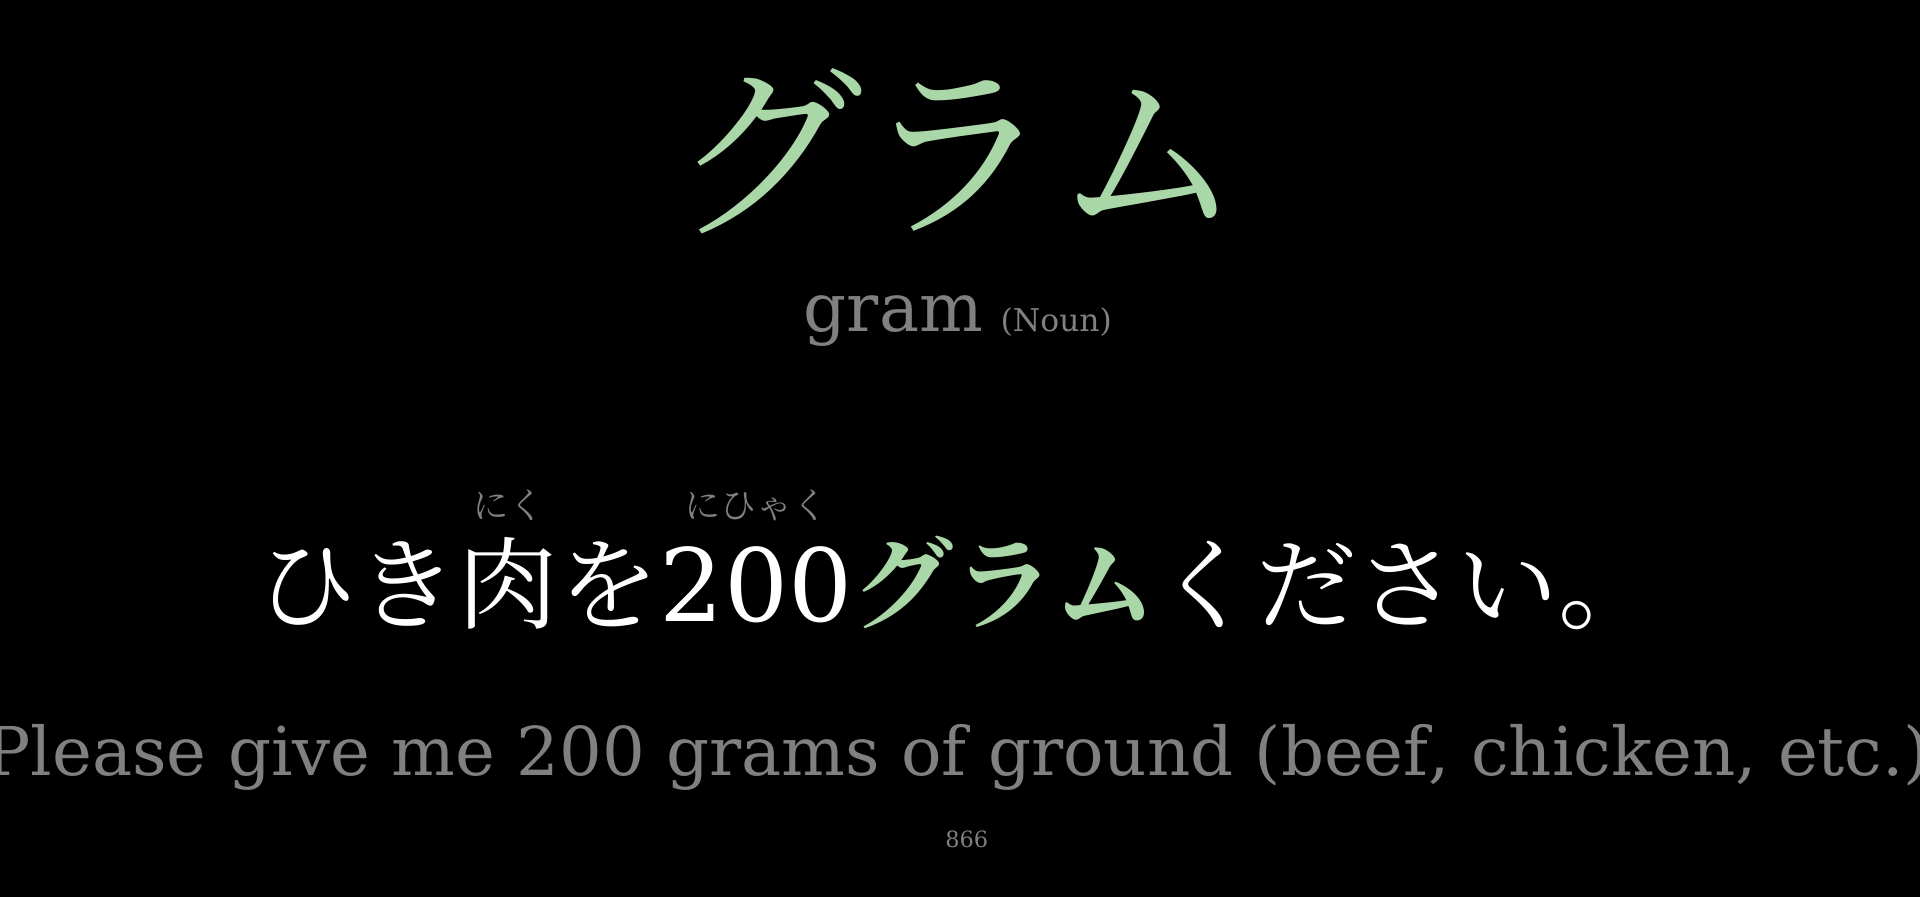 グラム
gram (Noun)
にく にひゃく
ひき肉を200グラムください。
Please give me 200 grams of ground (beef, chicken, etc.)
866